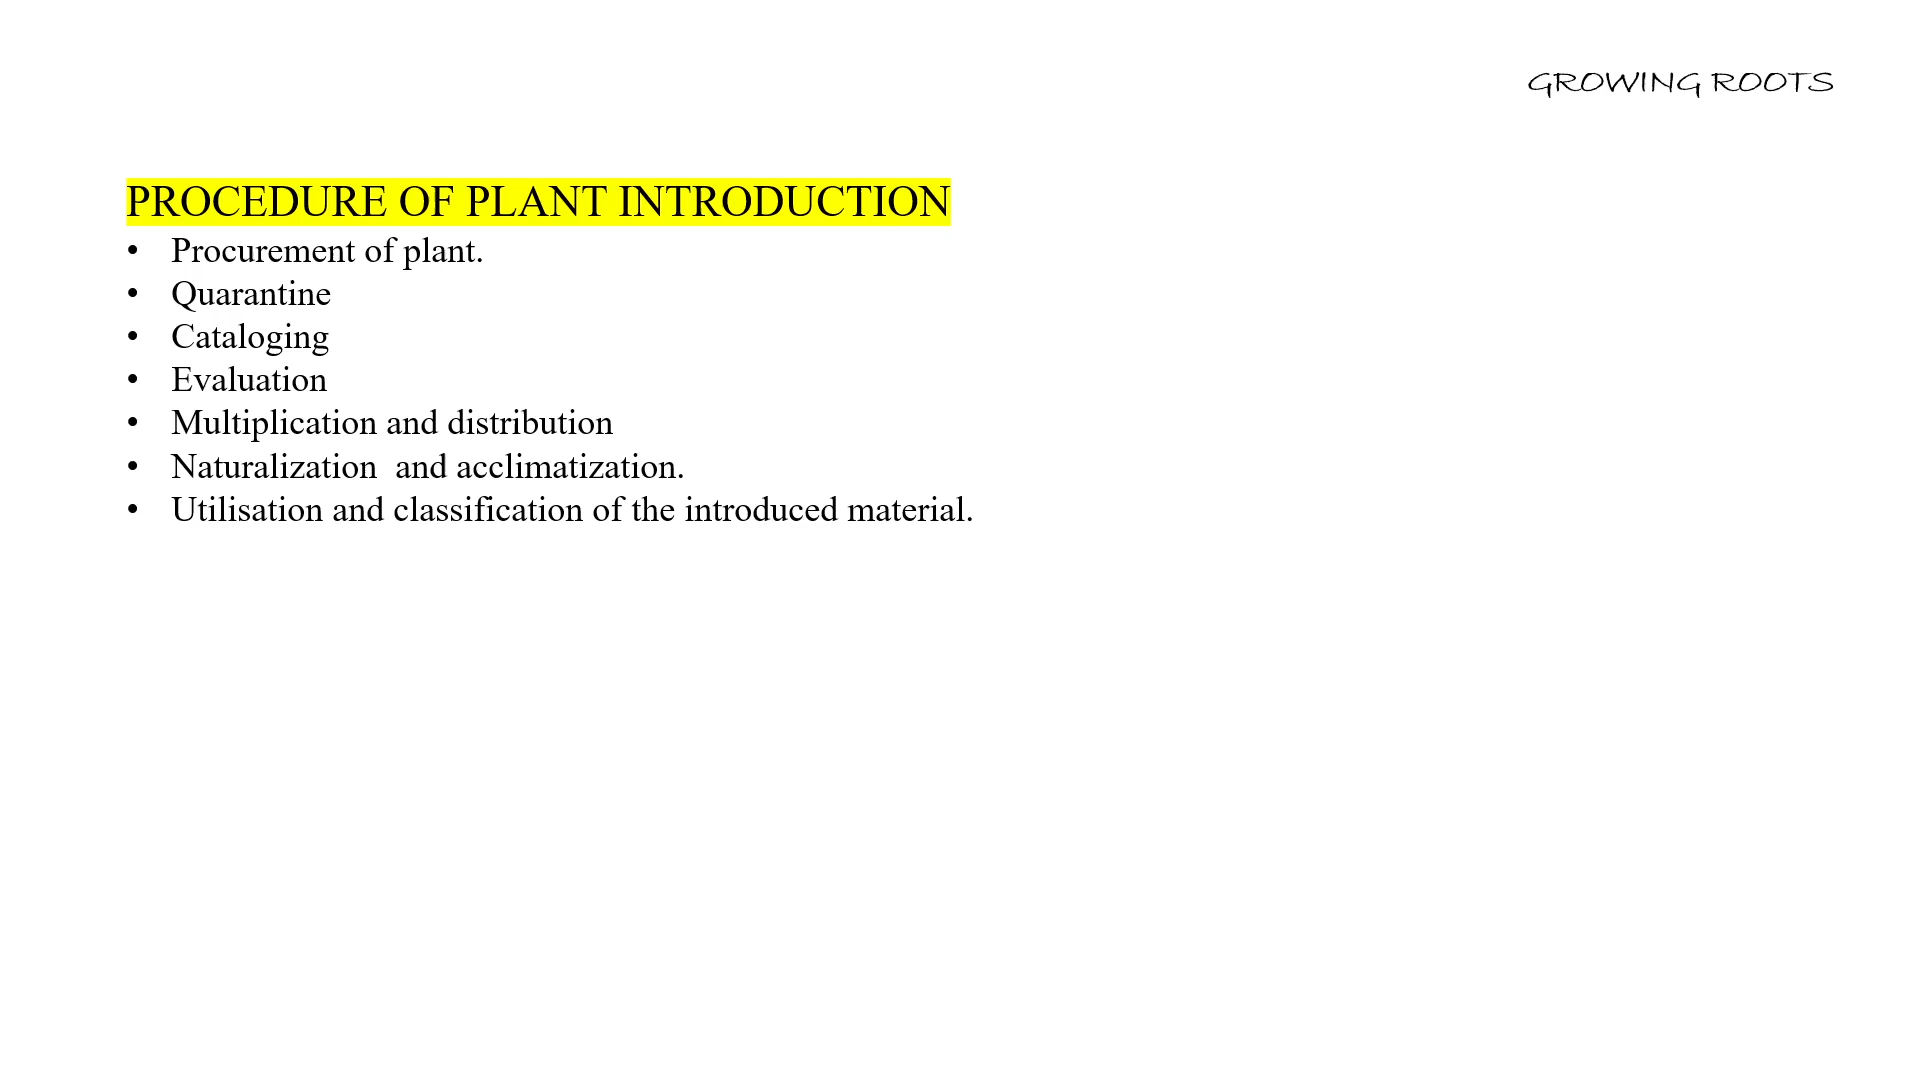 GROWING ROOTS
PROCEDURE OF PLANT INTRODUCTION
• Procurement of plant.
• Quarantine
• Cataloging
• Evaluation
• Multiplication and distribution
• Naturalization  and acclimatization.
• Utilisation and classification of the introduced material.